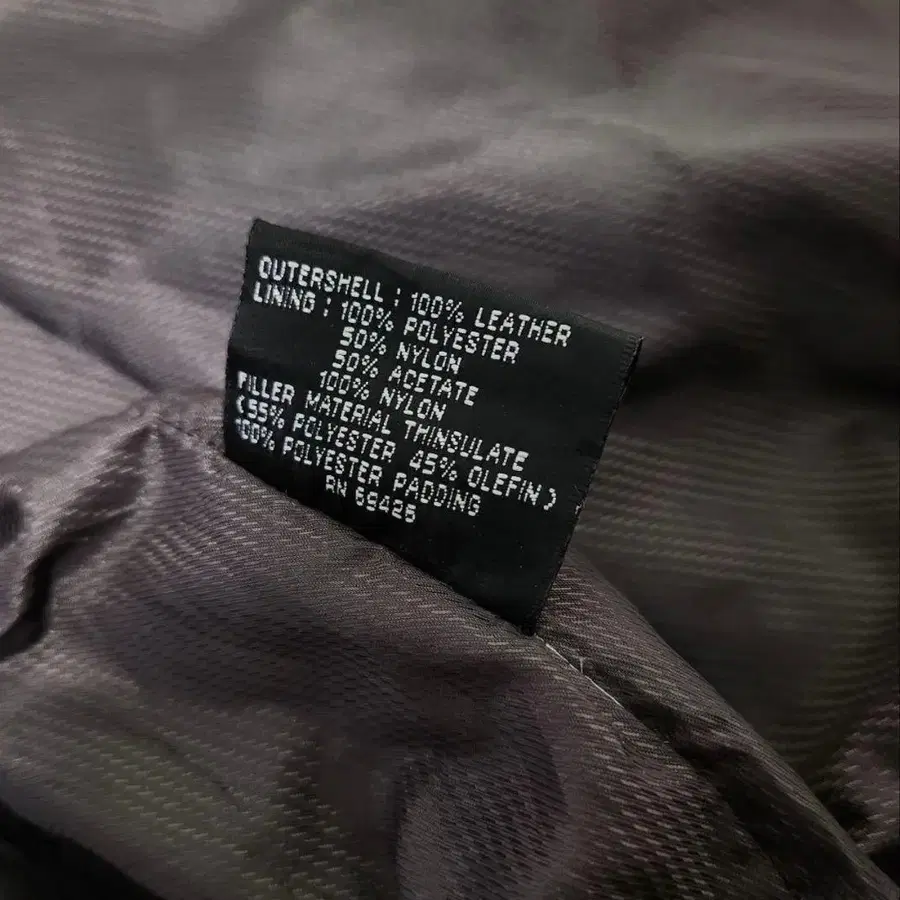 OUTERSHELL : 100% LEATHER
LINING : 100% POLYESTER
50% NYLON
50% ACETATE
100% NYLON
FILLER MATERIAL THINSULATE
(55% POLYESTER 45% OLEFIN)
100% POLYESTER PADDING
RN 69426